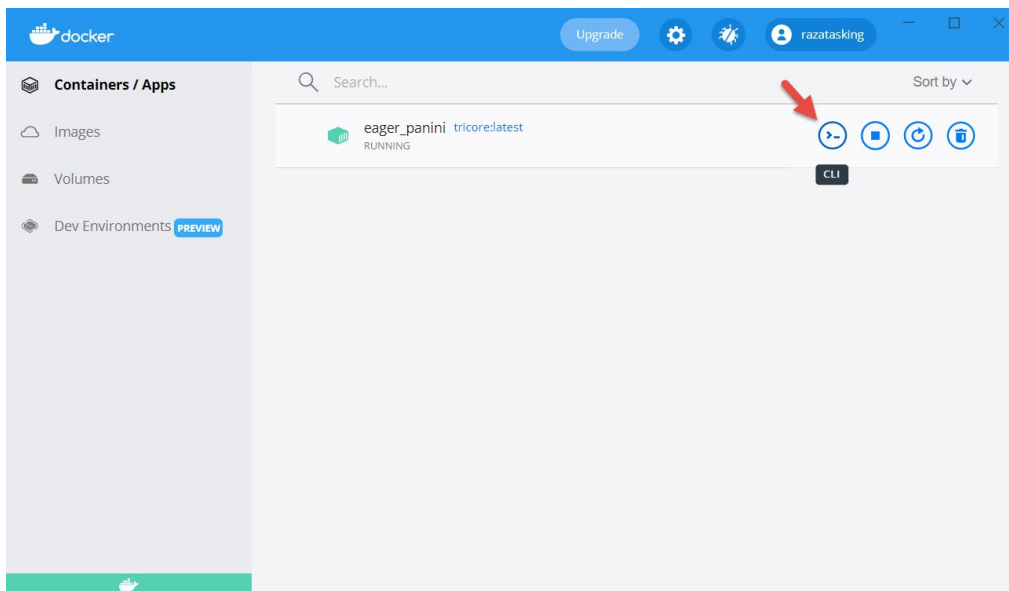 docker
Upgrade
razatasking
Containers / Apps
Images
Volumes
Dev Environments PREVIEW
Search...
Sort by
eager_panini tricore:latest
RUNNING
CLI